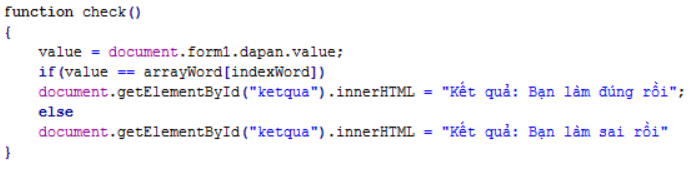 function check()
{
    value = document.form1.dapan.value;
    if(value == arrayWord[indexWord])
    document.getElementById("ketqua").innerHTML = "Kết quả: Bạn làm đúng rồi";
    else
    document.getElementById("ketqua").innerHTML = "Kết quả: Bạn làm sai rồi"
}